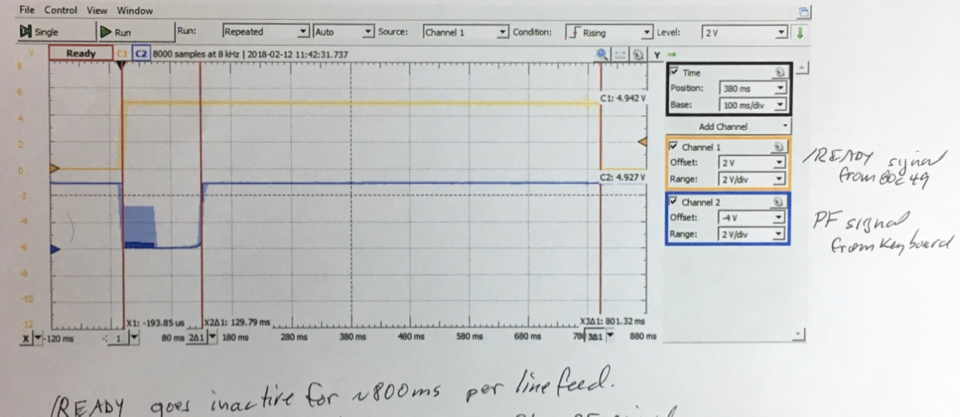 File Control View Window
Single Run Run: Repeated Auto Source: Channel 1 Condition: Rising Level: 2 V
Ready C1 C2 8000 samples at 8 kHz | 2018-02-12 11:42:31.737 Y
8
6
4
2
0
-2
-4
-6
-8
-10
-12
C1: 4.942 V
C2: 4.927 V
X1: -193.85 us X2Δ1: 129.79 ms X3Δ1: 801.32 ms
X -120 ms 1 80 ms 2Δ1 180 ms 280 ms 380 ms 480 ms 580 ms 680 ms 780 3Δ1 880 ms
Time
Position: 380 ms
Base: 100 ms/div
Add Channel
Channel 1
Offset: 2 V
Range: 2 V/div
Channel 2
Offset: -4 V
Range: 2 V/div
/READY signal
from 80C49
PF signal
from Keyboard
/READY goes inactive for ~800ms per line feed.